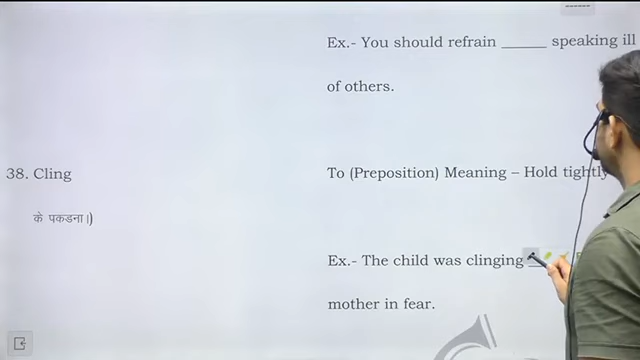 Ex.- You should refrain ______ speaking ill
of others.
38. Cling
To (Preposition) Meaning – Hold tightly
के पकडना।)
Ex.- The child was clinging
mother in fear.